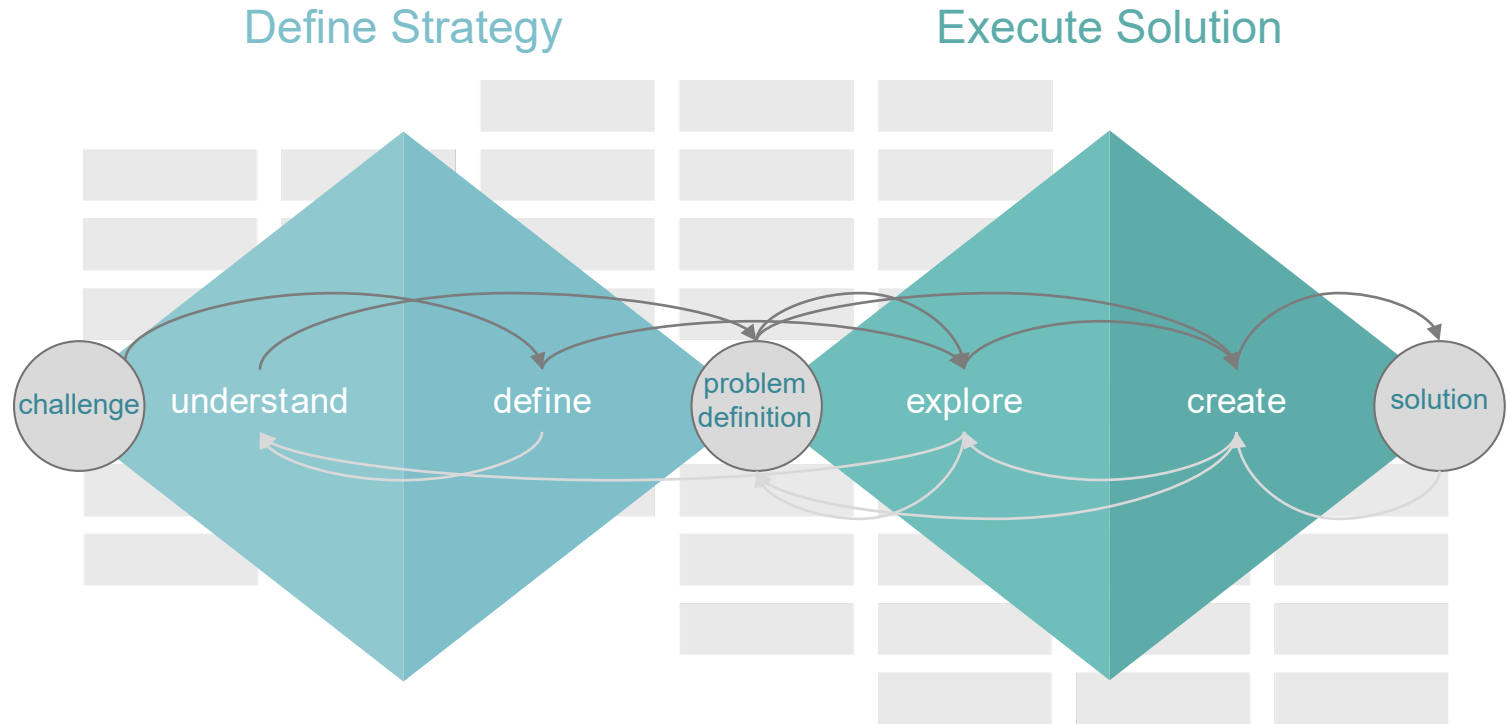 Define Strategy
Execute Solution
challenge
understand
define
problem
definition
explore
create
solution